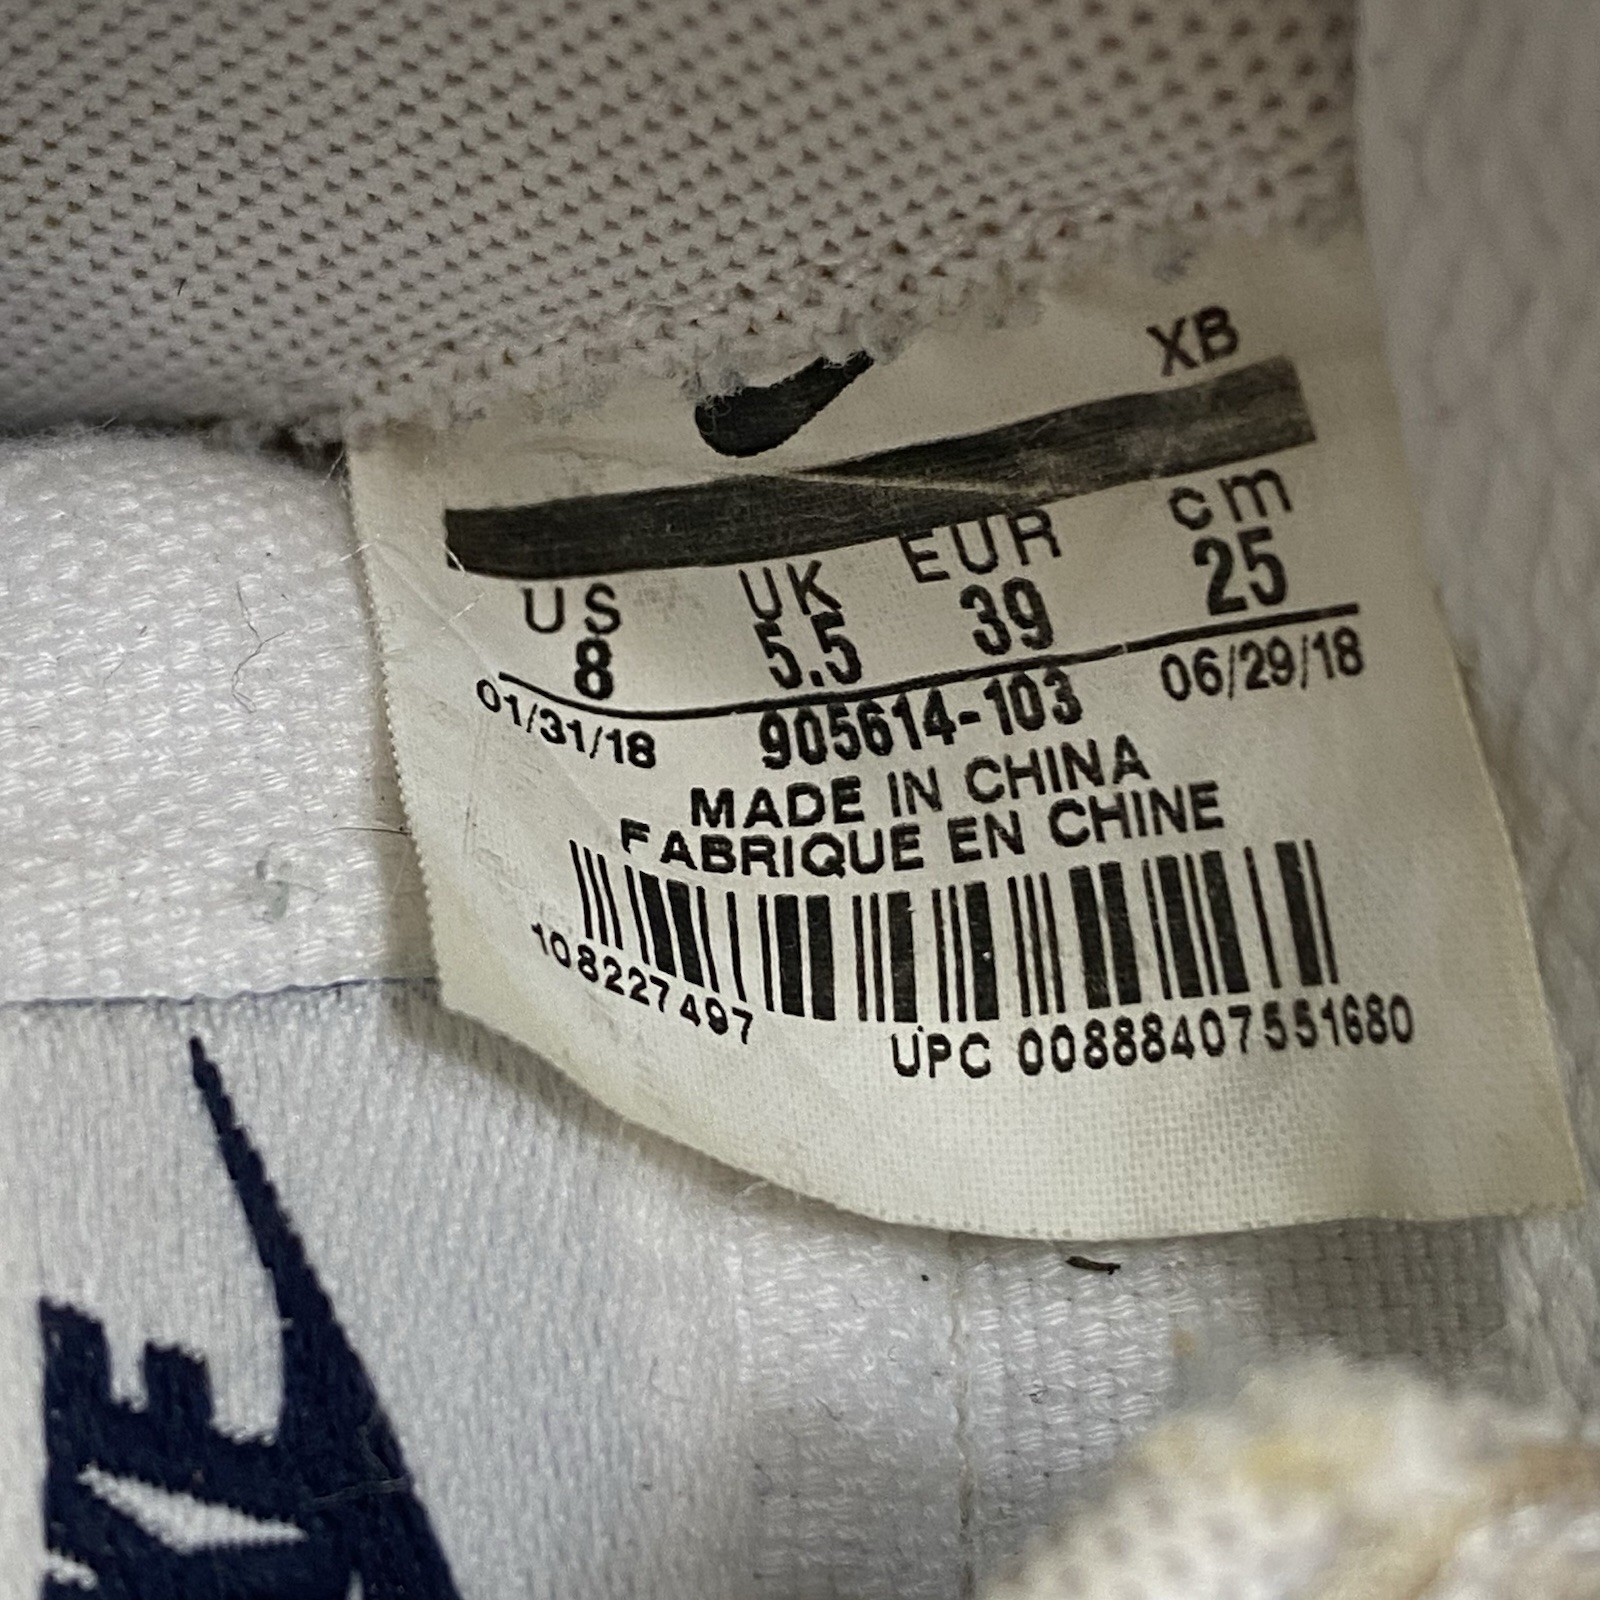 XB
US UK EUR cm
8 5.5 39 25
01/31/18 905614-103 06/29/18
MADE IN CHINA
FABRIQUE EN CHINE
108227497
UPC 00888407551680